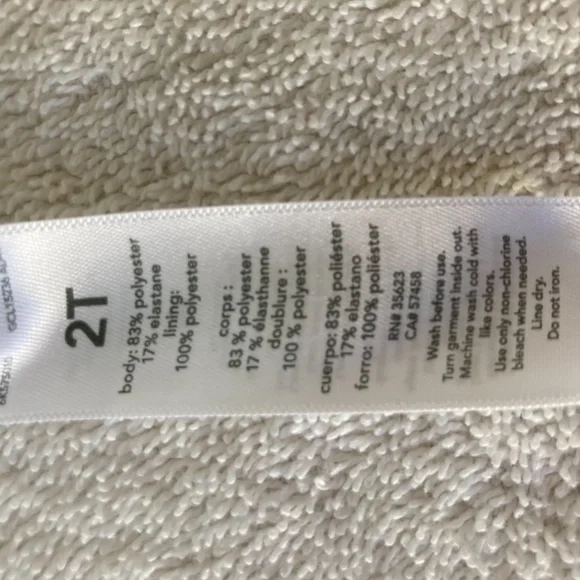 2T
body: 83% polyester
17% elastane
lining:
100% polyester
corps :
83 % polyester
17 % élasthanne
doublure :
100 % polyester
cuerpo: 83% poliéster
17% elastano
forro: 100% poliéster
RN# 35623
CA# 57458
Wash before use.
Turn garment inside out.
Machine wash cold with
like colors.
Use only non-chlorine
bleach when needed.
Line dry.
Do not iron.